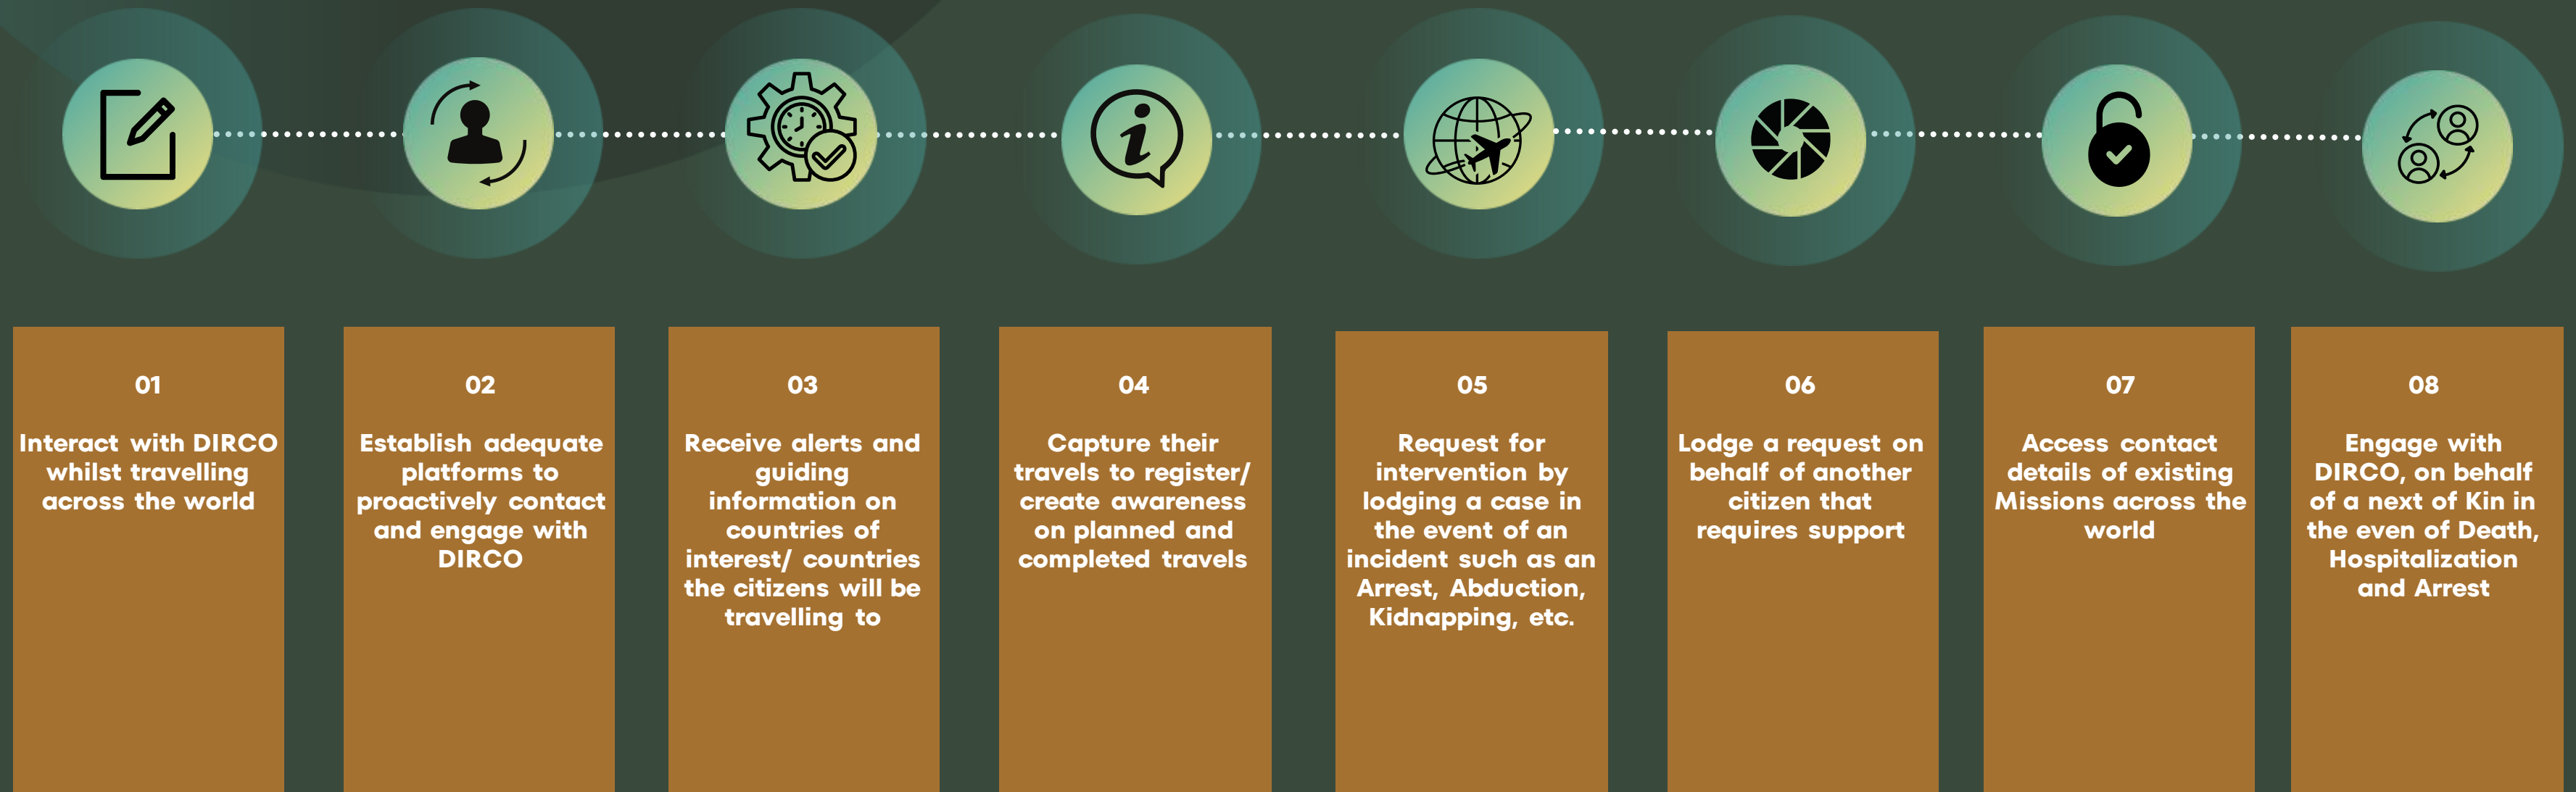 01
Interact with DIRCO
whilst travelling
across the world
02
Establish adequate
platforms to
proactively contact
and engage with
DIRCO
03
Receive alerts and
guiding
information on
countries of
interest/ countries
the citizens will be
travelling to
04
Capture their
travels to register/
create awareness
on planned and
completed travels
05
Request for
intervention by
lodging a case in
the event of an
incident such as an
Arrest, Abduction,
Kidnapping, etc.
06
Lodge a request on
behalf of another
citizen that
requires support
07
Access contact
details of existing
Missions across the
world
08
Engage with
DIRCO, on behalf
of a next of Kin in
the even of Death,
Hospitalization
and Arrest